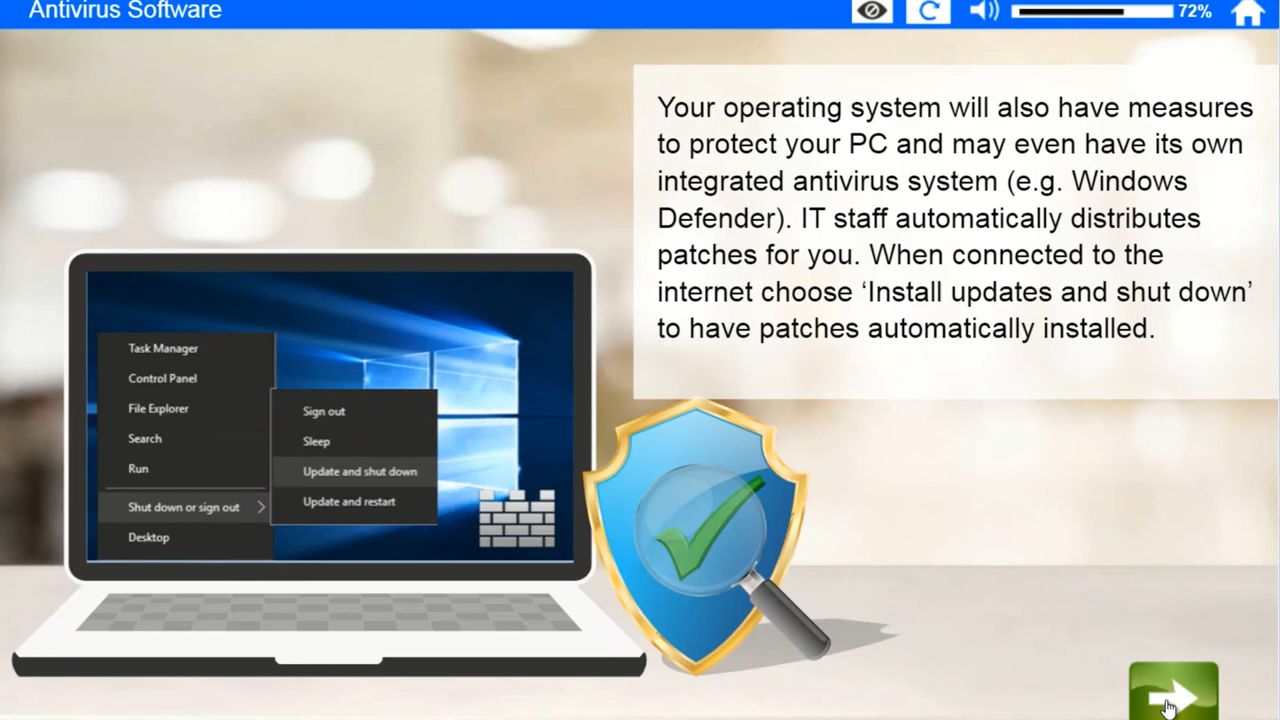 Antivirus Software
72%
Your operating system will also have measures
to protect your PC and may even have its own
integrated antivirus system (e.g. Windows
Defender). IT staff automatically distributes
patches for you. When connected to the
internet choose ‘Install updates and shut down’
to have patches automatically installed.
Task Manager
Control Panel
File Explorer
Search
Run
Shut down or sign out
Desktop
Sign out
Sleep
Update and shut down
Update and restart